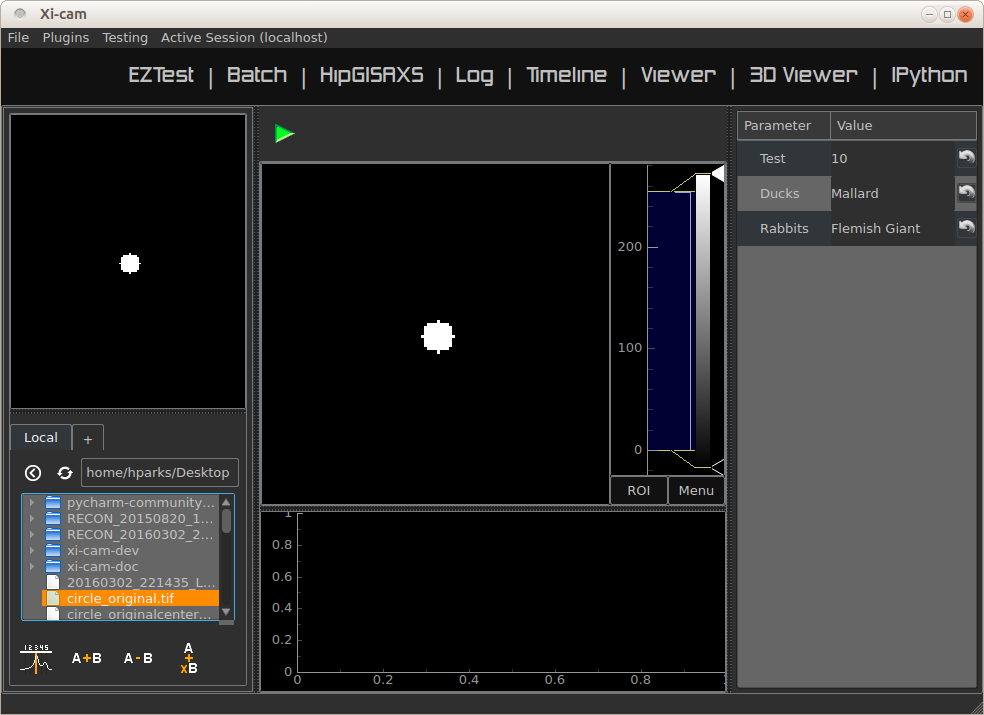 Xi-cam
File Plugins Testing Active Session (localhost)
EZTest | Batch | HipGISAXS | Log | Timeline | Viewer | 3D Viewer | IPython
Parameter Value
Test 10
Ducks Mallard
Rabbits Flemish Giant
200
100
0
ROI Menu
Local +
home/hparks/Desktop
pycharm-community...
RECON_20150820_1...
RECON_20160302_2...
xi-cam-dev
xi-cam-doc
20160302_221435_L...
circle_original.tif
circle_originalcenter...
12345
A+B A-B A+xB
1
0.8
0.6
0.4
0.2
0
0 0.2 0.4 0.6 0.8